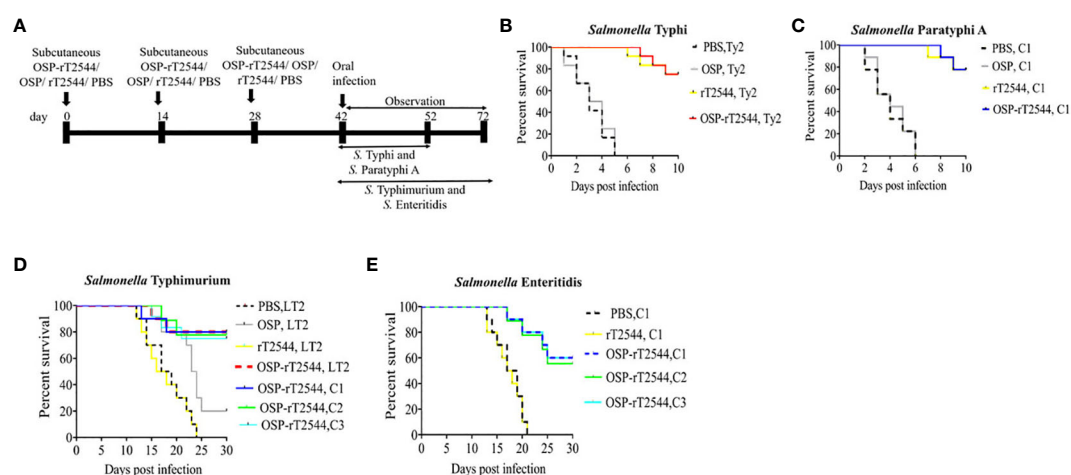 A
Subcutaneous
OSP-rT2544/
OSP/ rT2544/ PBS
Subcutaneous
OSP-rT2544/
OSP/ rT2544/ PBS
Subcutaneous
OSP-rT2544/ OSP/
rT2544/ PBS
Oral
infection
Observation
day 0 14 28 42 52 72
S. Typhi and
S. Paratyphi A
S. Typhimurium and
S. Enteritidis
B
Salmonella Typhi
Percent survival
100
80
60
40
20
0
0 2 4 6 8 10
Days post infection
PBS,Ty2
OSP, Ty2
rT2544, Ty2
OSP-rT2544, Ty2
C
Salmonella Paratyphi A
Percent survival
100
80
60
40
20
0
0 2 4 6 8 10
Days post infection
PBS, C1
OSP, C1
rT2544, C1
OSP-rT2544, C1
D
Salmonella Typhimurium
Percent survival
100
80
60
40
20
0
0 5 10 15 20 25 30
Days post infection
PBS,LT2
OSP, LT2
rT2544, LT2
OSP-rT2544, LT2
OSP-rT2544, C1
OSP-rT2544,C2
OSP-rT2544,C3
E
Salmonella Enteritidis
Percent survival
100
80
60
40
20
0
0 5 10 15 20 25 30
Days post infection
PBS,C1
rT2544, C1
OSP-rT2544,C1
OSP-rT2544,C2
OSP-rT2544,C3